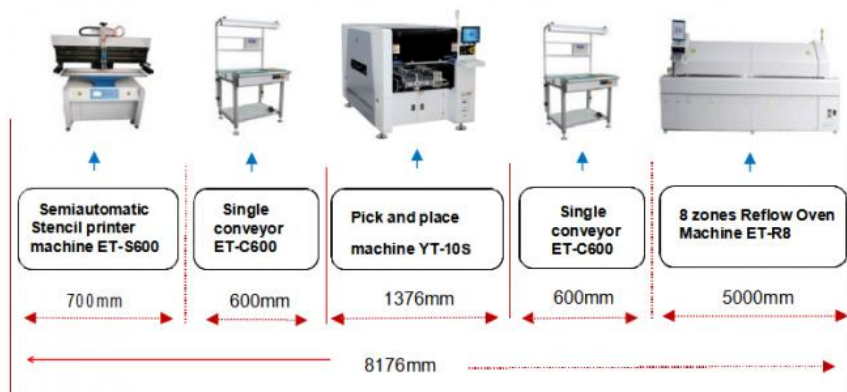 Semiautomatic
Stencil printer
machine ET-S600
Single
conveyor
ET-C600
Pick and place
machine YT-10S
Single
conveyor
ET-C600
8 zones Reflow Oven
Machine ET-R8
700mm
600mm
1376mm
600mm
5000mm
8176mm